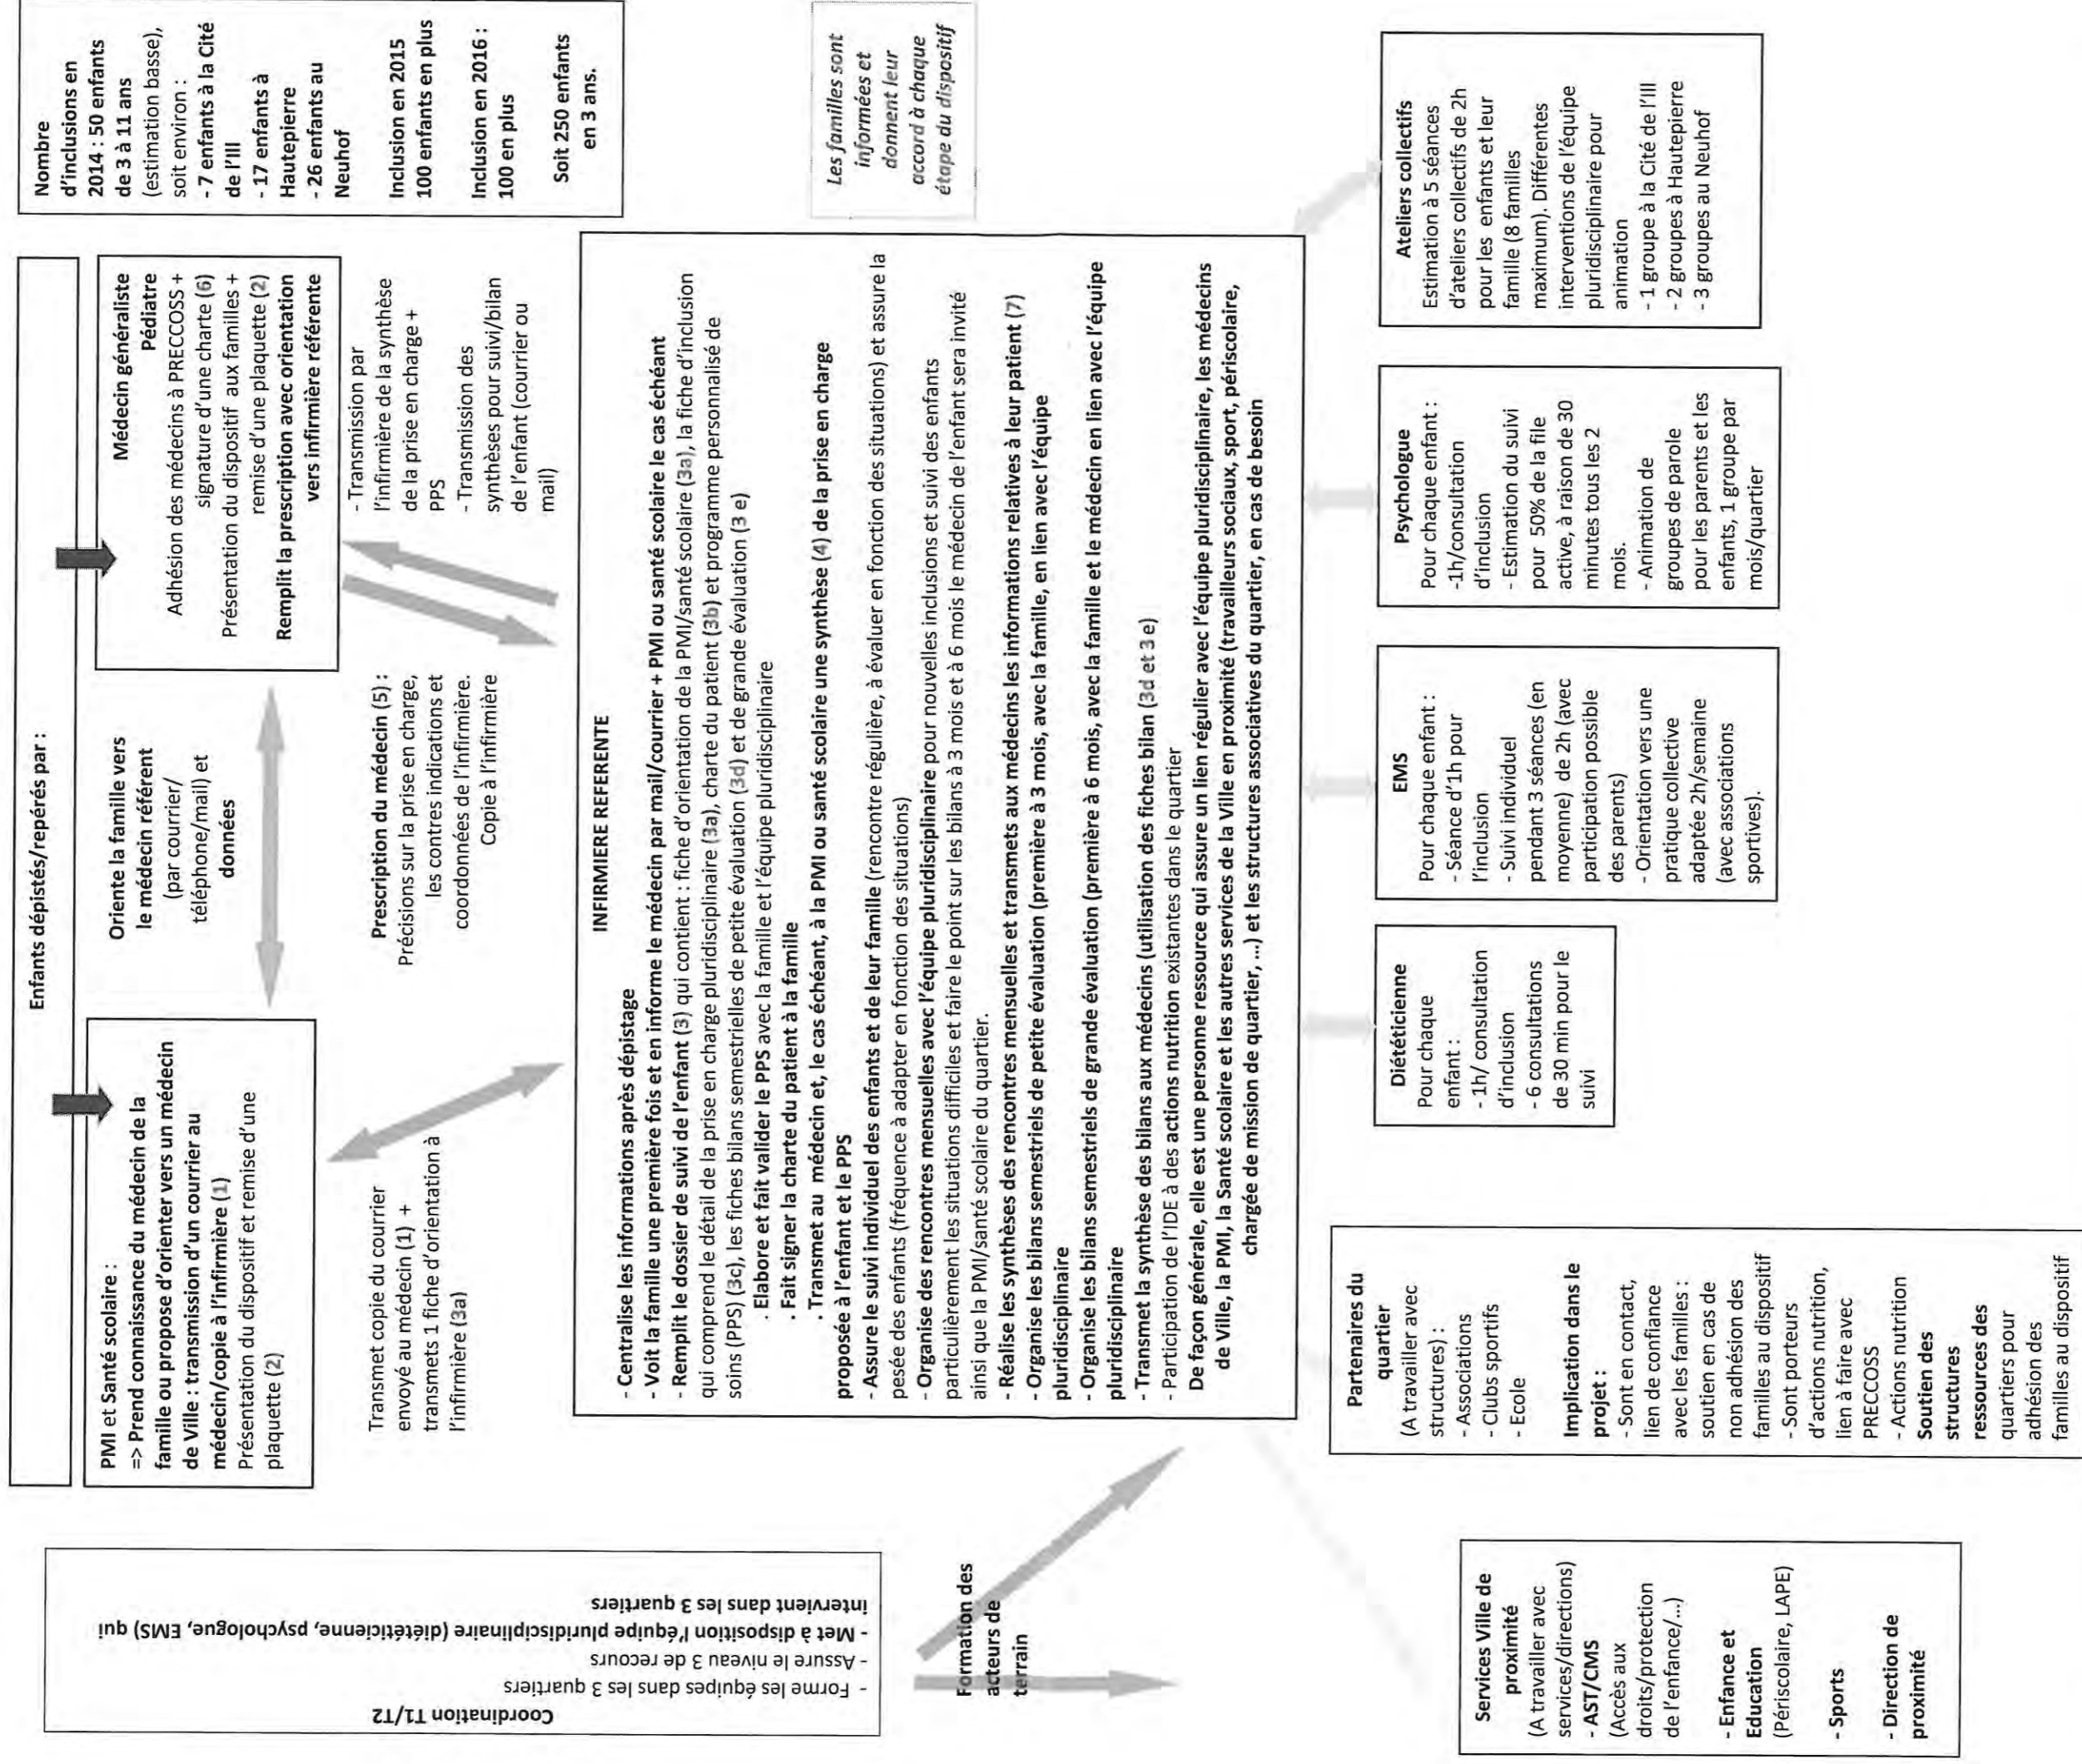 Enfants dépistés/repérés par :
PMI et Santé scolaire :
=> Prend connaissance du médecin de la
famille ou propose d'orienter vers un médecin
de Ville : transmission d'un courrier au
médecin/copie à l'infirmière (1)
Présentation du dispositif et remise d'une
plaquette (2)
Oriente la famille vers
le médecin référent
(par courrier/
téléphone/mail) et
données
Médecin généraliste
Pédiatre
Adhésion des médecins à PRECCOSS +
signature d'une charte (6)
Présentation du dispositif aux familles +
remise d'une plaquette (2)
Remplit la prescription avec orientation
vers infirmière référente
Nombre
d'inclusions en
2014 : 50 enfants
de 3 à 11 ans
(estimation basse),
soit environ :
- 7 enfants à la Cité
de l'Ill
- 17 enfants à
Hautepierre
- 26 enfants au
Neuhof
Inclusion en 2015
100 enfants en plus
Inclusion en 2016 :
100 en plus
Soit 250 enfants
en 3 ans.
Coordination T1/T2
- Forme les équipes dans les 3 quartiers
- Assure le niveau 3 de recours
- Met à disposition l'équipe pluridisciplinaire (diététicienne, psychologue, EMS) qui
intervient dans les 3 quartiers
Transmet copie du courrier
envoyé au médecin (1) +
transmets 1 fiche d'orientation à
l'infirmière (3a)
Prescription du médecin (5) :
Précisions sur la prise en charge,
les contres indications et
coordonnées de l'infirmière.
Copie à l'infirmière
- Transmission par
l'infirmière de la synthèse
de la prise en charge +
PPS
- Transmission des
synthèses pour suivi/bilan
de l'enfant (courrier ou
mail)
Les familles sont
informées et
donnent leur
accord à chaque
étape du dispositif
INFIRMIERE REFERENTE
- Centralise les informations après dépistage
- Voit la famille une première fois et en informe le médecin par mail/courrier + PMI ou santé scolaire le cas échéant
- Remplit le dossier de suivi de l'enfant (3) qui contient : fiche d'orientation de la PMI/santé scolaire (3a), la fiche d'inclusion
qui comprend le détail de la prise en charge pluridisciplinaire (3a), charte du patient (3b) et programme personnalisé de
soins (PPS) (3c), les fiches bilans semestrielles de petite évaluation (3d) et de grande évaluation (3 e)
. Elabore et fait valider le PPS avec la famille et l'équipe pluridisciplinaire
. Fait signer la charte du patient à la famille
. Transmet au médecin et, le cas échéant, à la PMI ou santé scolaire une synthèse (4) de la prise en charge
proposée à l'enfant et le PPS
- Assure le suivi individuel des enfants et de leur famille (rencontre régulière, à évaluer en fonction des situations) et assure la
pesée des enfants (fréquence à adapter en fonction des situations)
- Organise des rencontres mensuelles avec l'équipe pluridisciplinaire pour nouvelles inclusions et suivi des enfants
particulièrement les situations difficiles et faire le point sur les bilans à 3 mois et à 6 mois le médecin de l'enfant sera invité
ainsi que la PMI/santé scolaire du quartier.
- Réalise les synthèses des rencontres mensuelles et transmets aux médecins les informations relatives à leur patient (7)
- Organise les bilans semestriels de petite évaluation (première à 3 mois, avec la famille, en lien avec l'équipe
pluridisciplinaire
- Organise les bilans semestriels de grande évaluation (première à 6 mois, avec la famille et le médecin en lien avec l'équipe
pluridisciplinaire
- Transmet la synthèse des bilans aux médecins (utilisation des fiches bilan (3d et 3 e)
- Participation de l'IDE à des actions nutrition existantes dans le quartier
De façon générale, elle est une personne ressource qui assure un lien régulier avec l'équipe pluridisciplinaire, les médecins
de Ville, la PMI, la Santé scolaire et les autres services de la Ville en proximité (travailleurs sociaux, sport, périscolaire,
chargée de mission de quartier, ...) et les structures associatives du quartier, en cas de besoin
Formation des
acteurs de
terrain
Services Ville de
proximité
(A travailler avec
services/directions)
- AST/CMS
(Accès aux
droits/protection
de l'enfance/...)
- Enfance et
Education
(Périscolaire, LAPE)
- Sports
- Direction de
proximité
Partenaires du
quartier
(A travailler avec
structures) :
- Associations
- Clubs sportifs
- Ecole
Implication dans le
projet :
- Sont en contact,
lien de confiance
avec les familles :
soutien en cas de
non adhésion des
familles au dispositif
- Sont porteurs
d'actions nutrition,
lien à faire avec
PRECCOSS
- Actions nutrition
Soutien des
structures
ressources des
quartiers pour
adhésion des
familles au dispositif
Diététicienne
Pour chaque
enfant :
- 1h/ consultation
d'inclusion
- 6 consultations
de 30 min pour le
suivi
EMS
Pour chaque enfant :
- Séance d'1h pour
l'inclusion
- Suivi individuel
pendant 3 séances (en
moyenne) de 2h (avec
participation possible
des parents)
- Orientation vers une
pratique collective
adaptée 2h/semaine
(avec associations
sportives).
Psychologue
Pour chaque enfant :
-1h/consultation
d'inclusion
- Estimation du suivi
pour 50% de la file
active, à raison de 30
minutes tous les 2
mois.
- Animation de
groupes de parole
pour les parents et les
enfants, 1 groupe par
mois/quartier
Ateliers collectifs
Estimation à 5 séances
d'ateliers collectifs de 2h
pour les enfants et leur
famille (8 familles
maximum). Différentes
interventions de l'équipe
pluridisciplinaire pour
animation
- 1 groupe à la Cité de l'Ill
- 2 groupes à Hautepierre
- 3 groupes au Neuhof